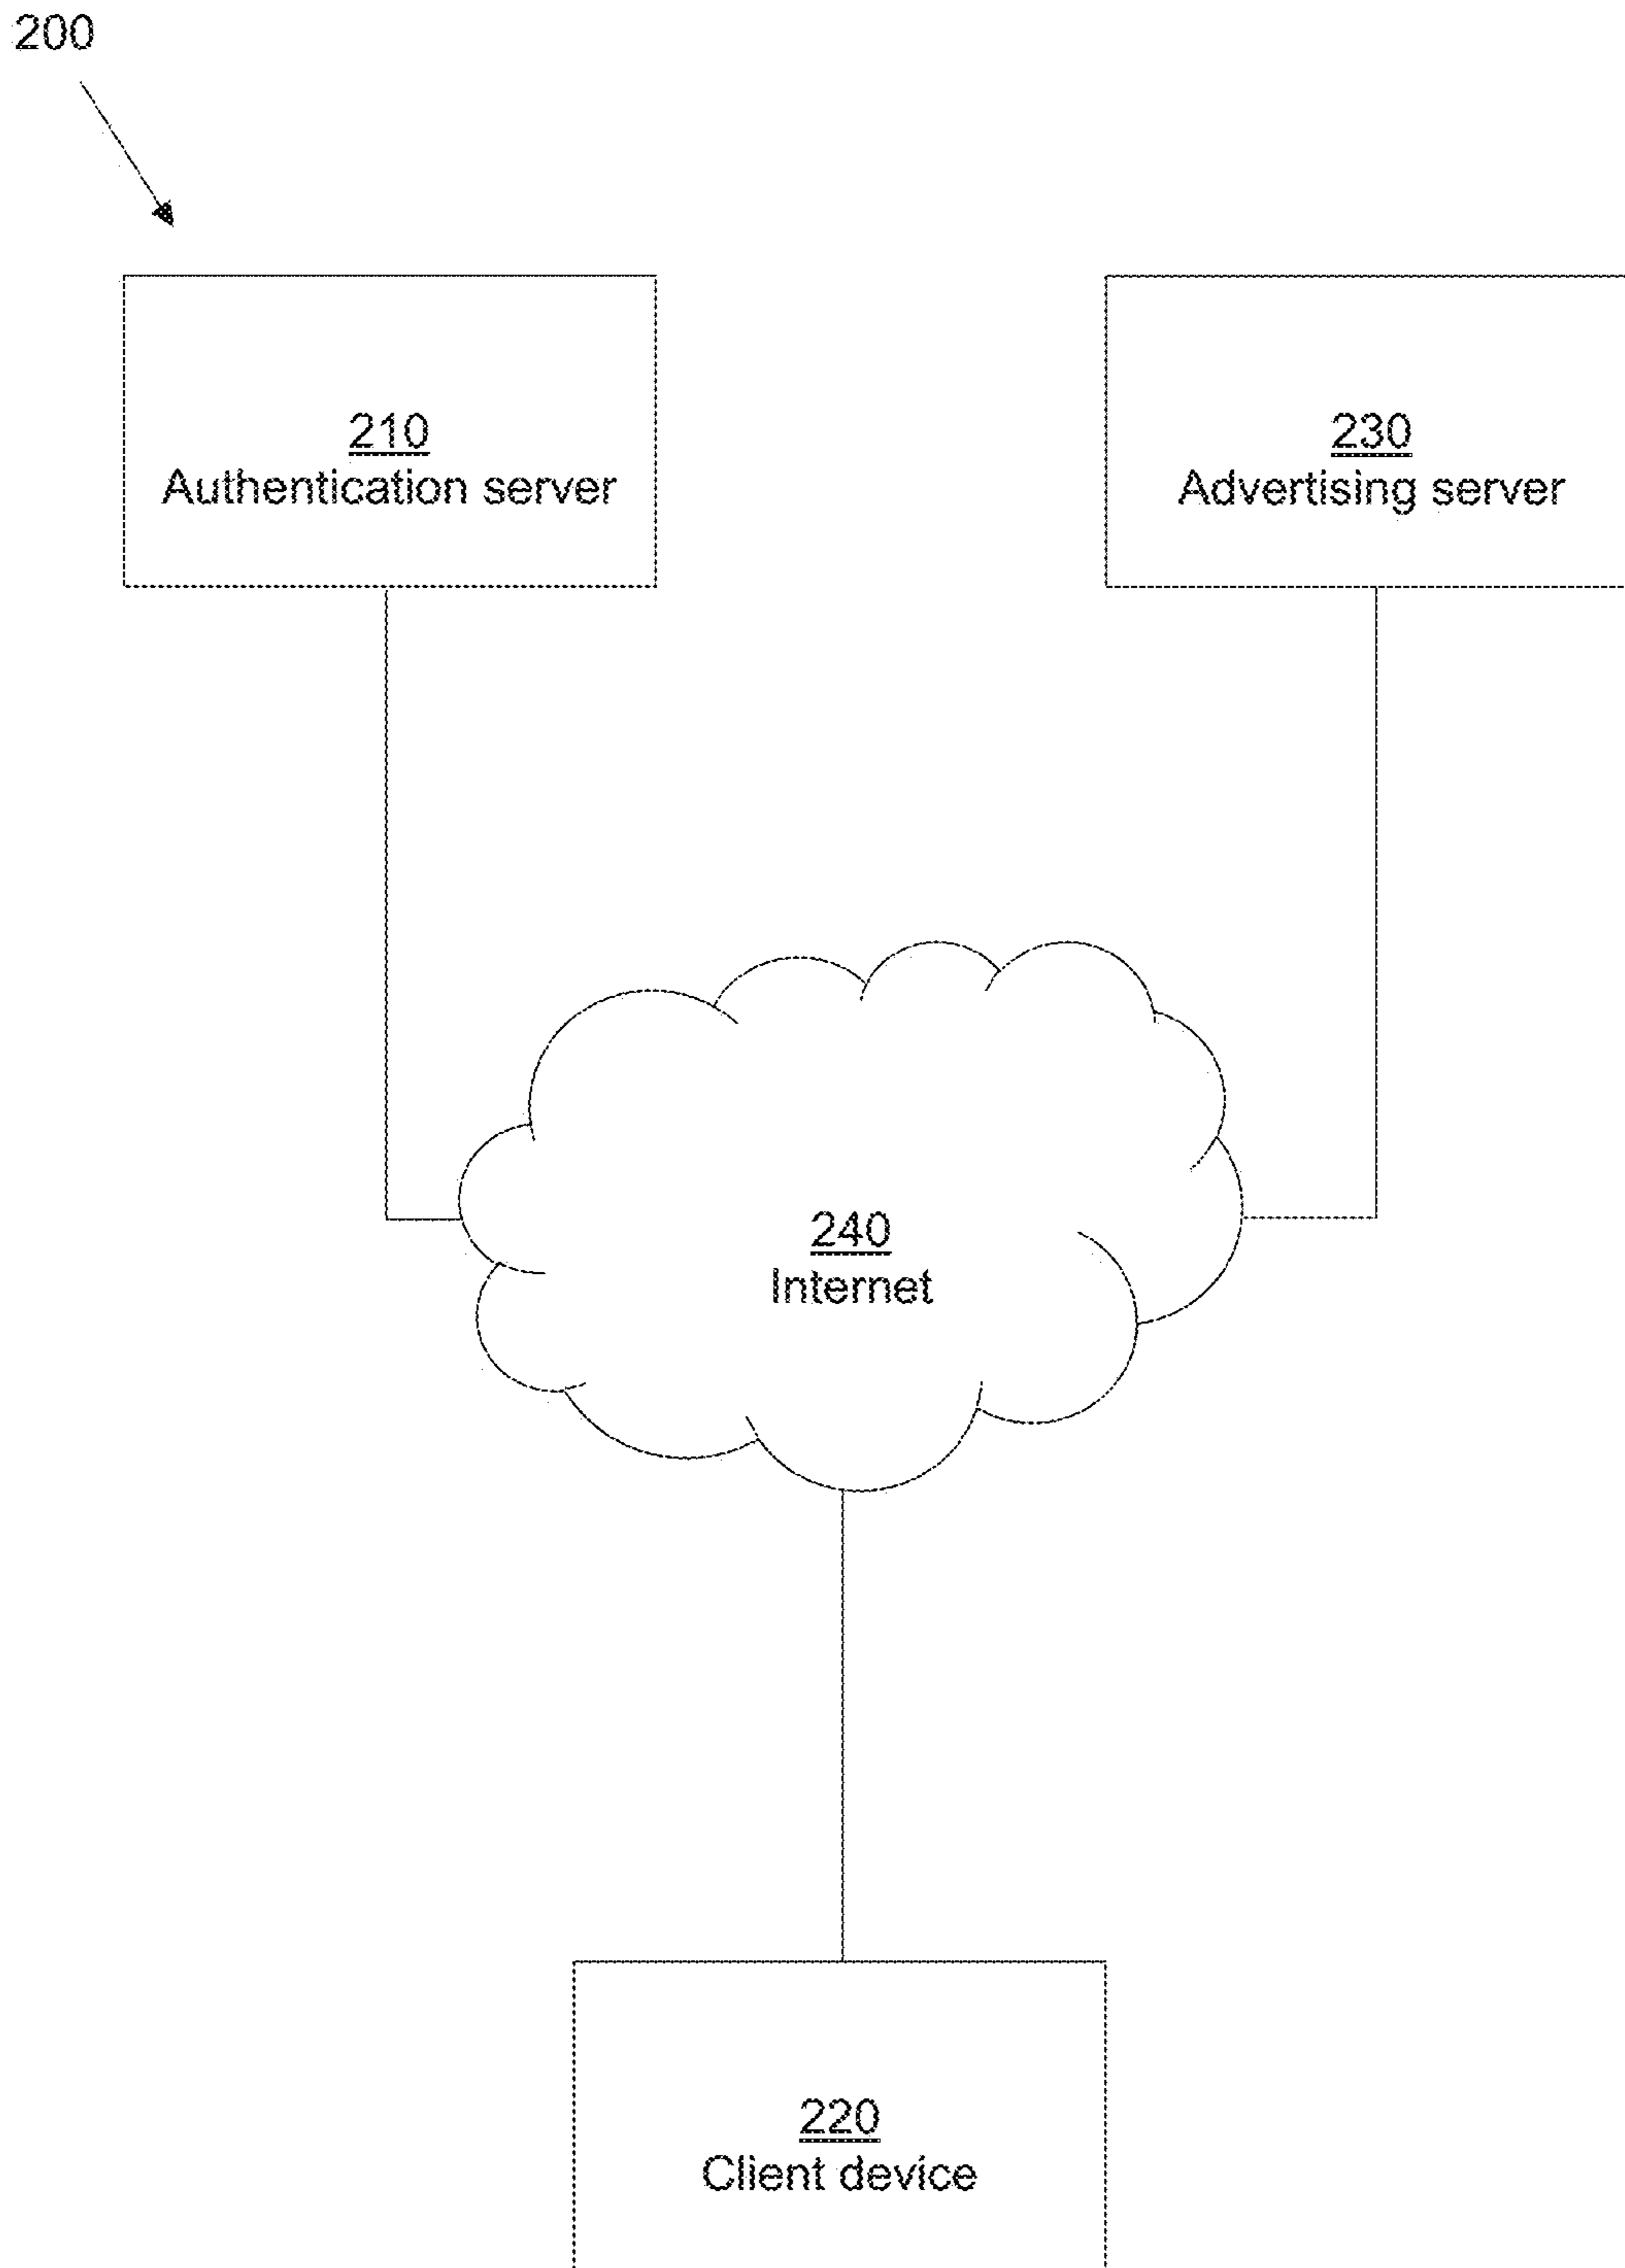 200
210
Authentication server
230
Advertising server
240
Internet
220
Client device